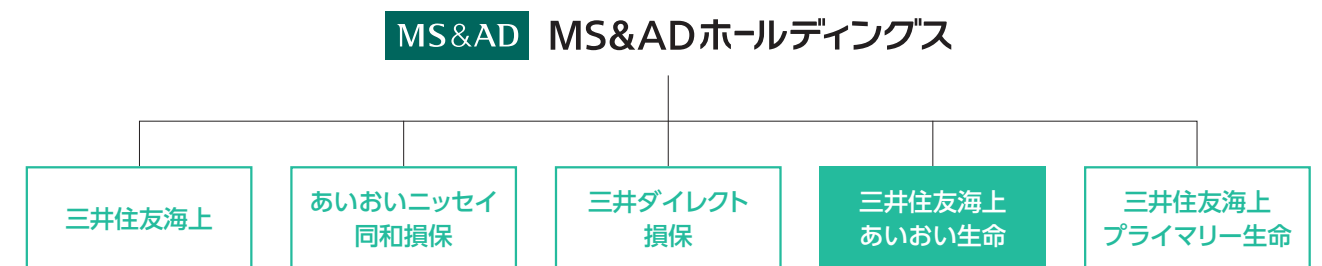 MS&AD MS&ADホールディングス
三井住友海上
あいおいニッセイ
同和損保
三井ダイレクト
損保
三井住友海上
あいおい生命
三井住友海上
プライマリー生命